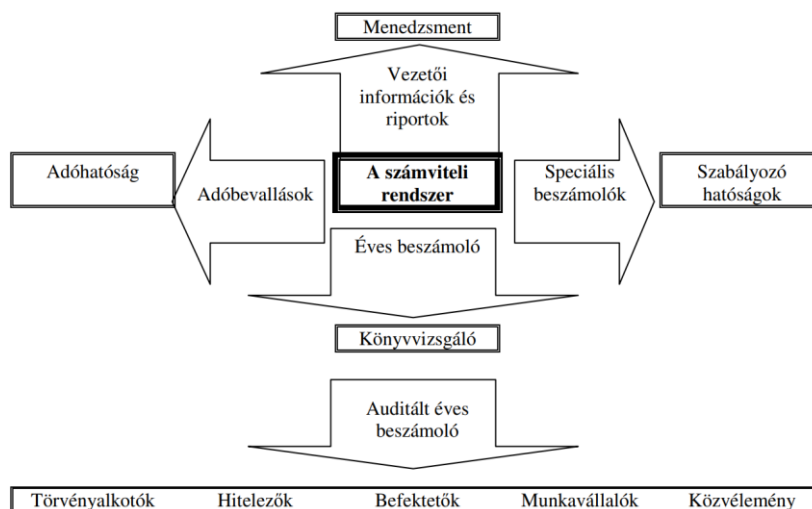 Menedzsment
Vezetői
információk és
riportok
Adóhatóság
Adóbevallások
A számviteli
rendszer
Speciális
beszámolók
Szabályozó
hatóságok
Éves beszámoló
Könyvvizsgáló
Auditált éves
beszámoló
Törvényalkotók Hitelezők Befektetők Munkavállalók Közvélemény